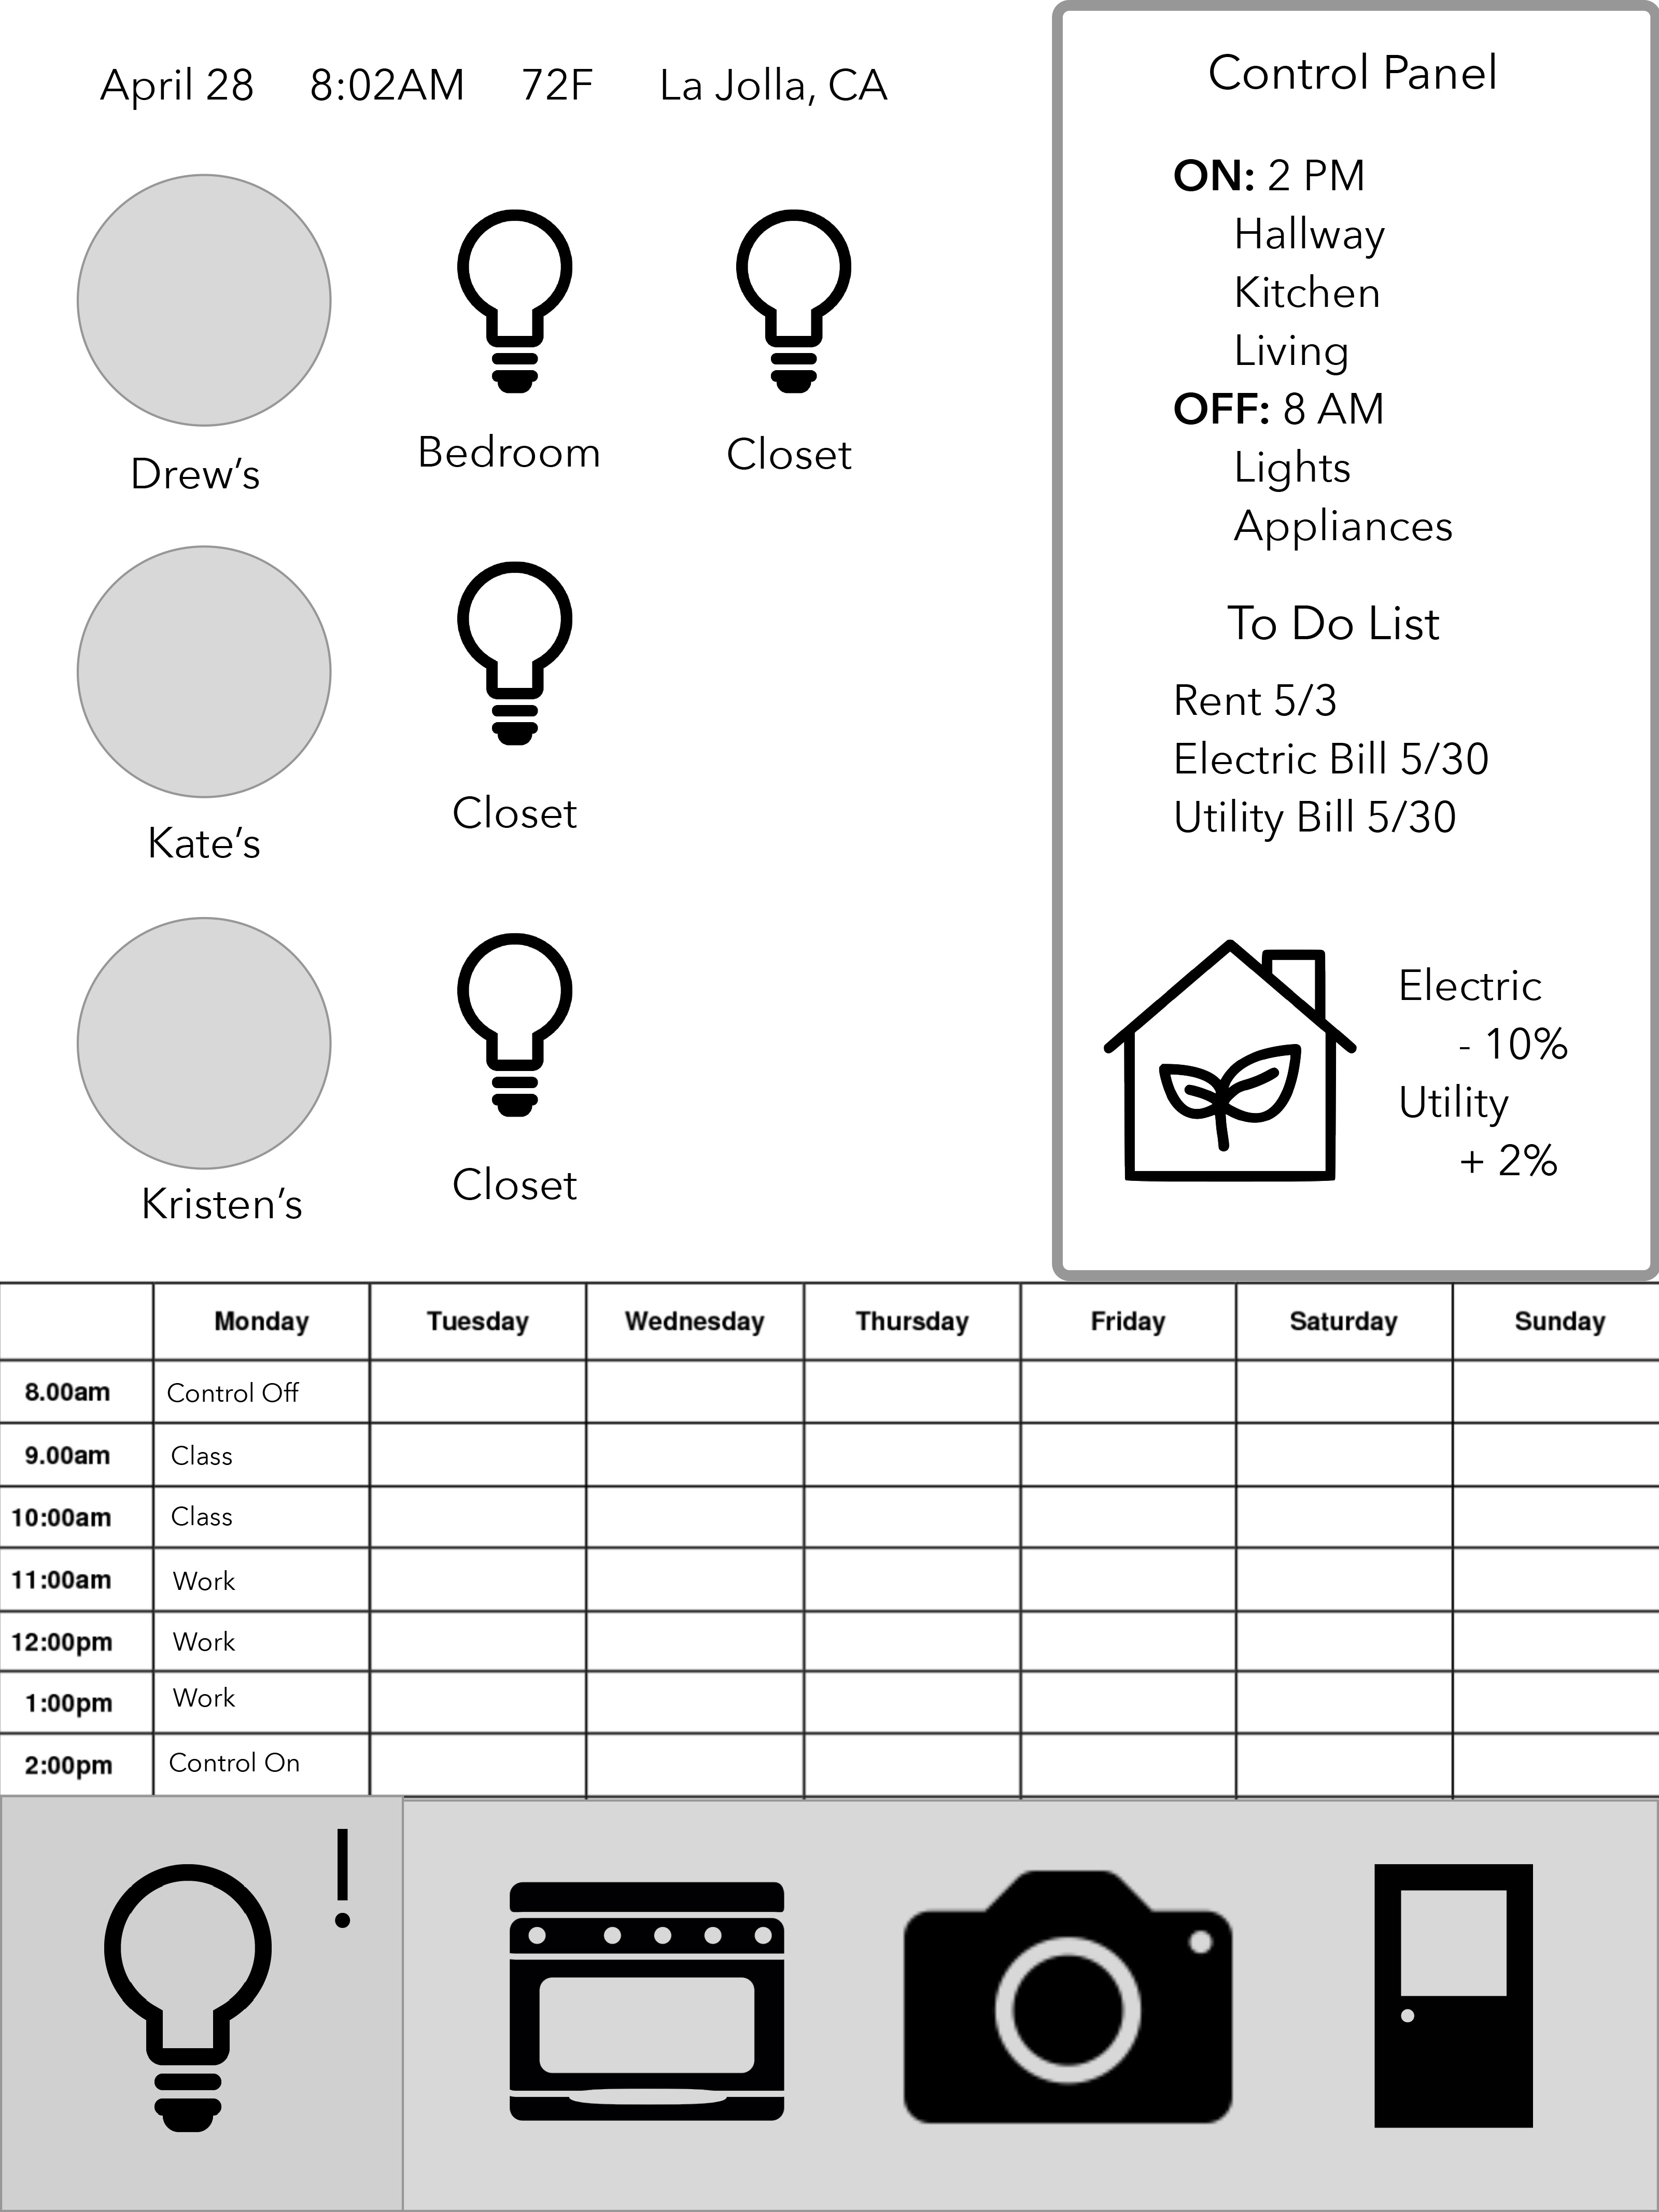 April 28 8:02AM 72F La Jolla, CA
Drew’s
Bedroom
Closet
Kate’s
Closet
Kristen’s
Closet
Control Panel
ON: 2 PM
Hallway
Kitchen
Living
OFF: 8 AM
Lights
Appliances
To Do List
Rent 5/3
Electric Bill 5/30
Utility Bill 5/30
Electric
- 10%
Utility
+ 2%
Monday Tuesday Wednesday Thursday Friday Saturday Sunday
8.00am Control Off
9.00am Class
10:00am Class
11:00am Work
12:00pm Work
1:00pm Work
2:00pm Control On
!